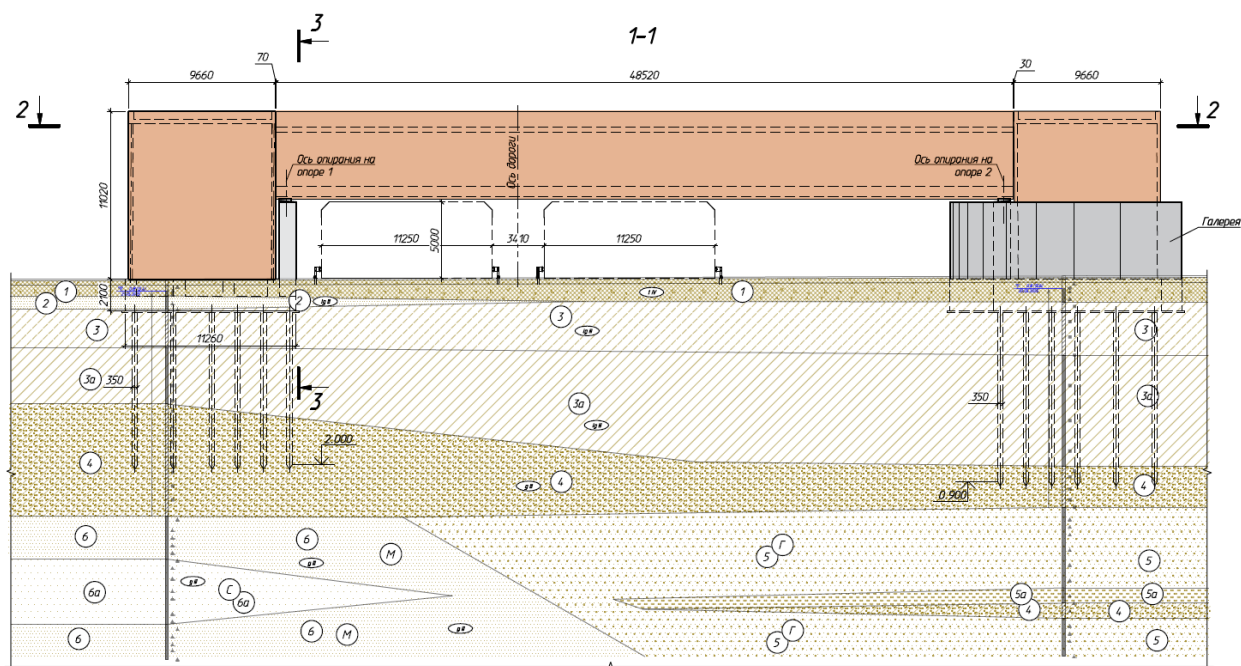 3
1-1
70
30
9660
48520
9660
2
2
Ось опирания на
опоре 1
Ось дороги
Ось опирания на
опоре 2
11020
Галерея
11250
3410
11250
5000
1
2
2100
2
1
3
3
3
11260
3а
350
3
3а
350
3а
2.000
4
4
4
0.900
6
6
М
Г
5
5
6а
С
6а
5а
5а
4
4
6
6
М
Г
5
5